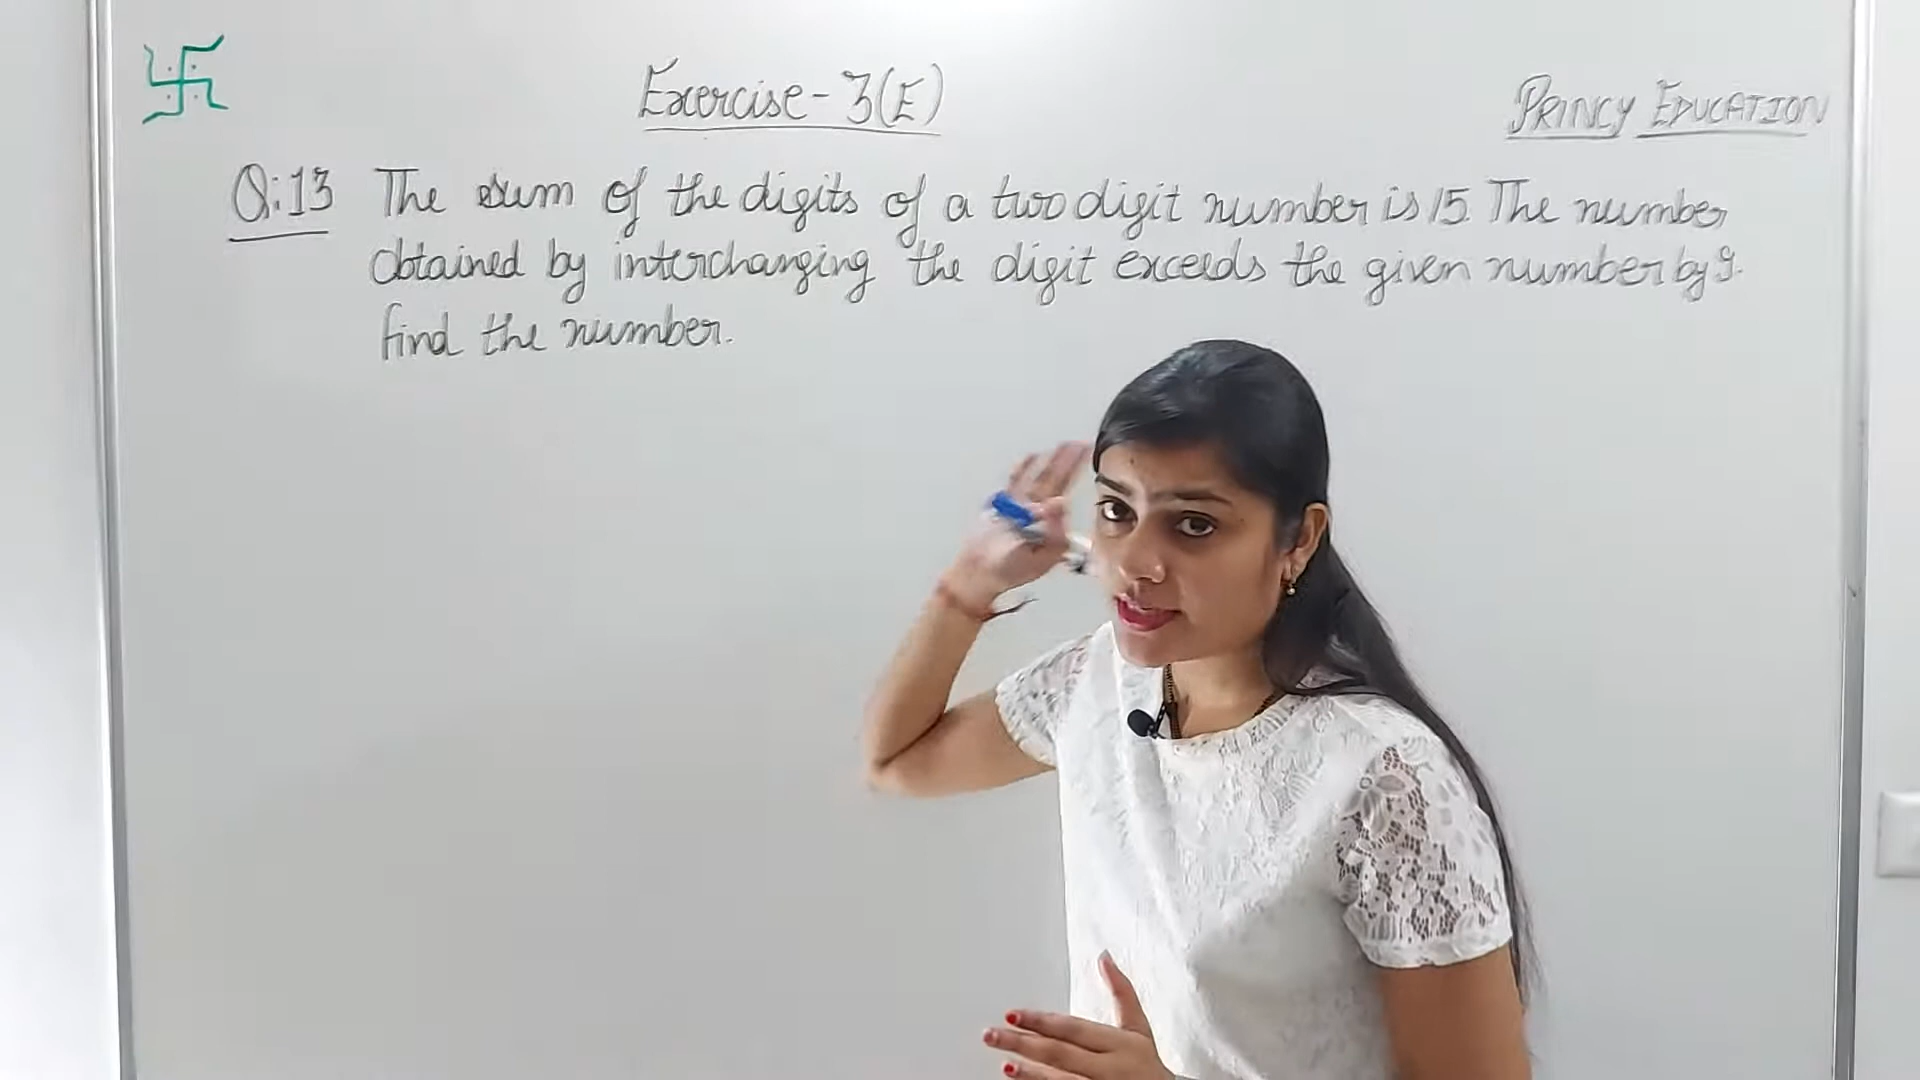 Exercise - 3(E)
PRINCY EDUCATION
Q:13 The sum of the digits of a two digit number is 15. The number
obtained by interchanging the digit exceeds the given number by 9.
find the number.